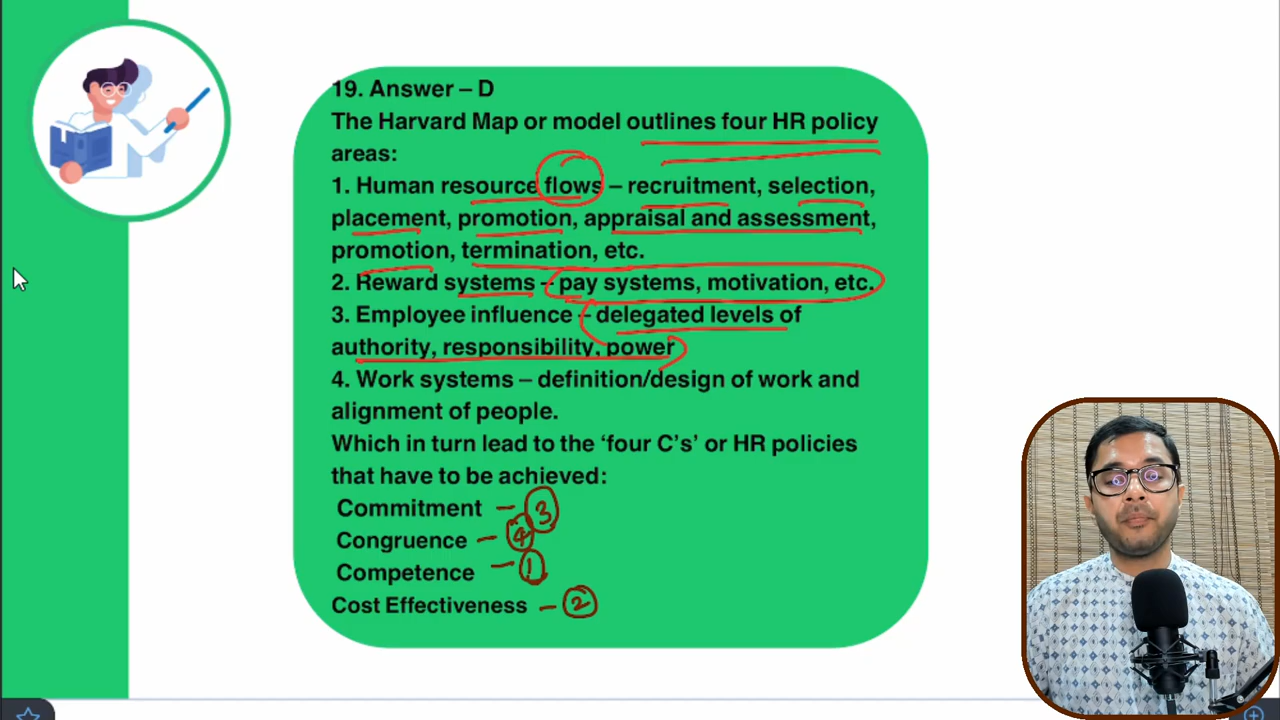 19. Answer – D
The Harvard Map or model outlines four HR policy
areas:
1. Human resource flows – recruitment, selection,
placement, promotion, appraisal and assessment,
promotion, termination, etc.
2. Reward systems – pay systems, motivation, etc.
3. Employee influence – delegated levels of
authority, responsibility, power
4. Work systems – definition/design of work and
alignment of people.
Which in turn lead to the ‘four C’s’ or HR policies
that have to be achieved:
Commitment – 3
Congruence – 4
Competence – 1
Cost Effectiveness – 2